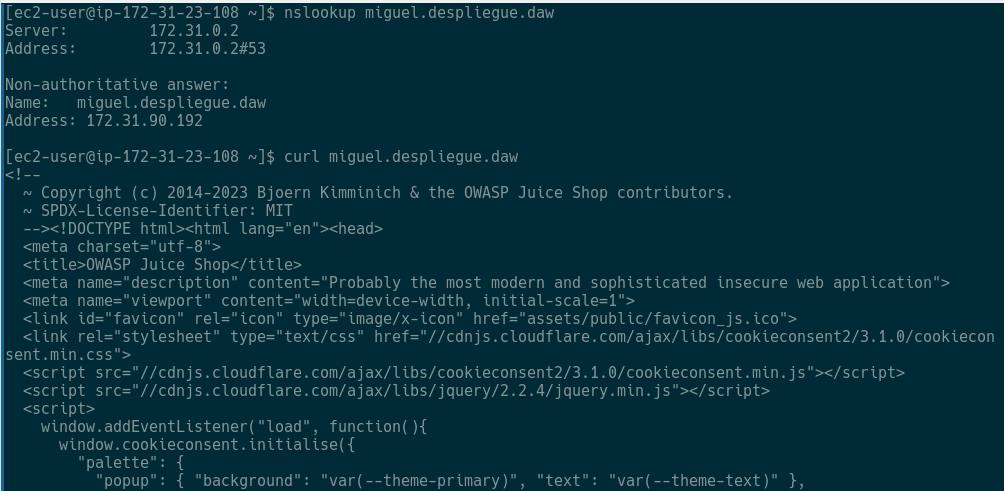 [ec2-user@ip-172-31-23-108 ~]$ nslookup miguel.despliegue.daw
Server:         172.31.0.2
Address:        172.31.0.2#53
Non-authoritative answer:
Name:   miguel.despliegue.daw
Address: 172.31.90.192
[ec2-user@ip-172-31-23-108 ~]$ curl miguel.despliegue.daw
<!--
  ~ Copyright (c) 2014-2023 Bjoern Kimminich & the OWASP Juice Shop contributors.
  ~ SPDX-License-Identifier: MIT
  --><!DOCTYPE html><html lang="en"><head>
  <meta charset="utf-8">
  <title>OWASP Juice Shop</title>
  <meta name="description" content="Probably the most modern and sophisticated insecure web application">
  <meta name="viewport" content="width=device-width, initial-scale=1">
  <link id="favicon" rel="icon" type="image/x-icon" href="assets/public/favicon_js.ico">
  <link rel="stylesheet" type="text/css" href="//cdnjs.cloudflare.com/ajax/libs/cookieconsent2/3.1.0/cookiecon
sent.min.css">
  <script src="//cdnjs.cloudflare.com/ajax/libs/cookieconsent2/3.1.0/cookieconsent.min.js"></script>
  <script src="//cdnjs.cloudflare.com/ajax/libs/jquery/2.2.4/jquery.min.js"></script>
  <script>
    window.addEventListener("load", function(){
      window.cookieconsent.initialise({
        "palette": {
          "popup": { "background": "var(--theme-primary)", "text": "var(--theme-text)" },